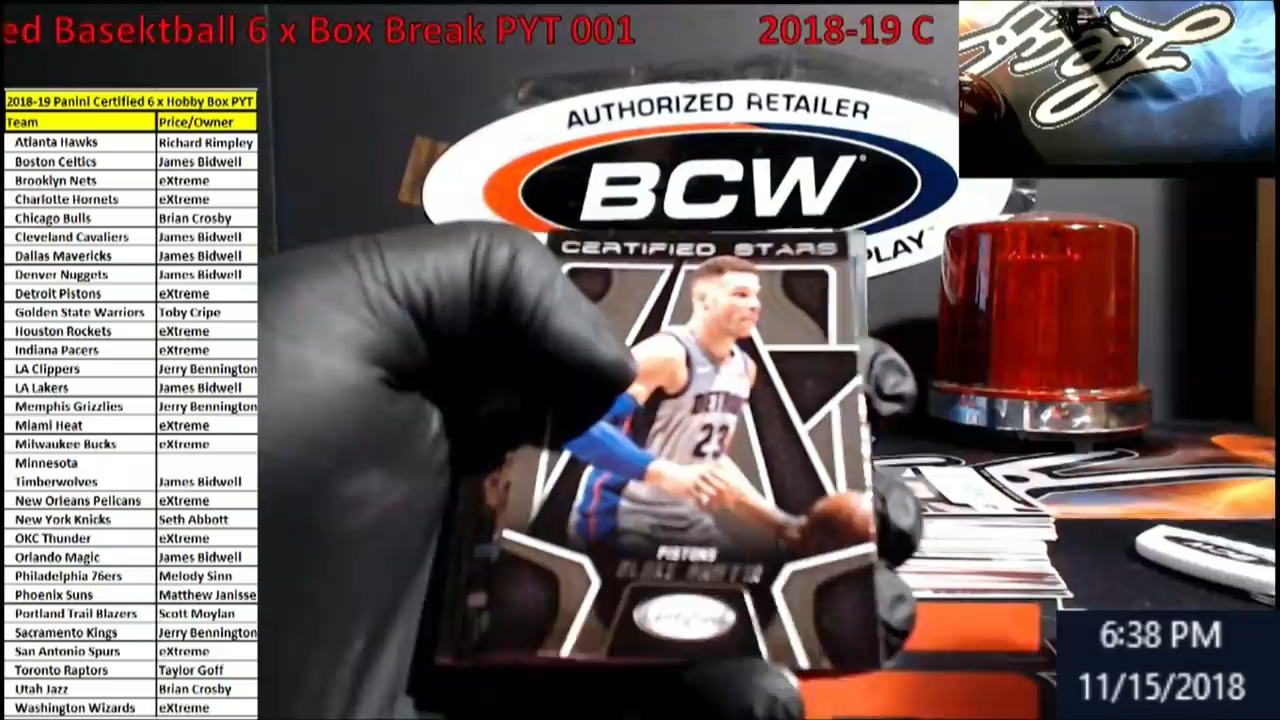 ed Basektball 6 x Box Break PYT 001 2018-19 C
2018-19 Panini Certified 6 x Hobby Box PYT
Team Price/Owner
Atlanta Hawks Richard Rimpley
Boston Celtics James Bidwell
Brooklyn Nets eXtreme
Charlotte Hornets eXtreme
Chicago Bulls Brian Crosby
Cleveland Cavaliers James Bidwell
Dallas Mavericks James Bidwell
Denver Nuggets James Bidwell
Detroit Pistons eXtreme
Golden State Warriors Toby Cripe
Houston Rockets eXtreme
Indiana Pacers eXtreme
LA Clippers Jerry Bennington
LA Lakers James Bidwell
Memphis Grizzlies Jerry Bennington
Miami Heat eXtreme
Milwaukee Bucks eXtreme
Minnesota
Timberwolves James Bidwell
New Orleans Pelicans eXtreme
New York Knicks Seth Abbott
OKC Thunder eXtreme
Orlando Magic James Bidwell
Philadelphia 76ers Melody Sinn
Phoenix Suns Matthew Janisse
Portland Trail Blazers Scott Moylan
Sacramento Kings Jerry Bennington
San Antonio Spurs eXtreme
Toronto Raptors Taylor Goff
Utah Jazz Brian Crosby
Washington Wizards eXtreme
AUTHORIZED RETAILER
BCW
PLAY
CERTIFIED STARS
DETROIT
23
PISTONS
BLAKE GRIFFIN
Certified
6:38 PM
11/15/2018